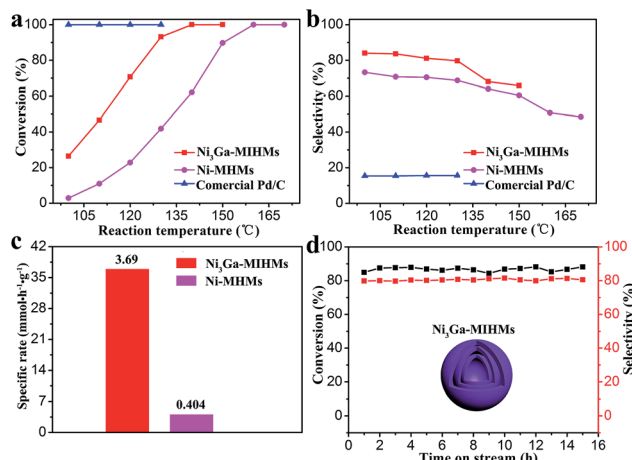 a
100
80
60
40
20
0
Conversion (%)
Ni3Ga-MIHMs
Ni-MHMs
Comercial Pd/C
105 120 135 150 165
Reaction temperature (℃)
b
100
80
60
40
20
0
Selectivity (%)
Ni3Ga-MIHMs
Ni-MHMs
Comercial Pd/C
105 120 135 150 165
Reaction temperature (℃)
c
42
35
28
21
14
7
0
Specific rate (mmol·h-1·g-1)
Ni3Ga-MIHMs
Ni-MHMs
3.69
0.404
d
100
80
60
40
20
0
Conversion (%)
Ni3Ga-MIHMs
100
80
60
40
20
0
Selectivity (%)
0 2 4 6 8 10 12 14 16
Time on stream (h)